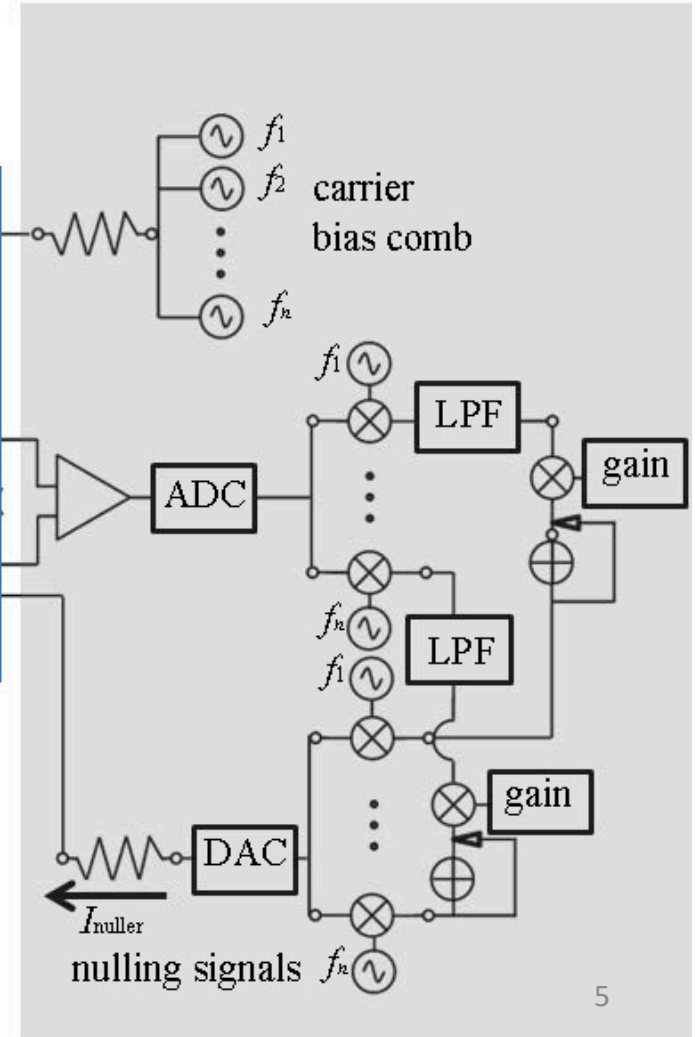 f1
f2
carrier
bias comb
fn
f1
LPF
gain
ADC
fn
LPF
f1
gain
DAC
Inuller
nulling signals
fn
5